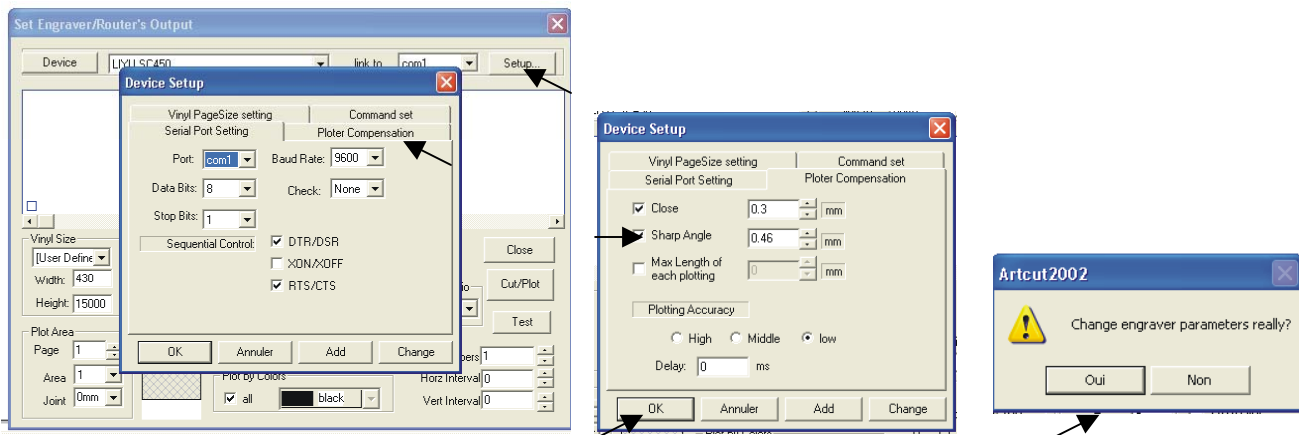 Set Engraver/Router's Output
Device LIYU SC450 link to com1 Setup...
Device Setup
Vinyl PageSize setting Command set
Serial Port Setting Ploter Compensation
Port: com1 Baud Rate: 9600
Data Bits: 8 Check: None
Stop Bits: 1
Sequential Control: DTR/DSR
XON/XOFF
RTS/CTS
OK Annuler Add Change
Vinyl Size
[User Define
Width: 430
Height: 15000
Plot Area
Page 1
Area 1
Joint 0mm
Close
Cut/Plot
Test
1
Plot by Colors
all black
Horz Interval 0
Vert Interval 0
Device Setup
Vinyl PageSize setting Command set
Serial Port Setting Ploter Compensation
Close 0.3 mm
Sharp Angle 0.46 mm
Max Length of
each plotting 0 mm
Plotting Accuracy
High Middle low
Delay: 0 ms
OK Annuler Add Change
Artcut2002
Change engraver parameters really?
Oui Non